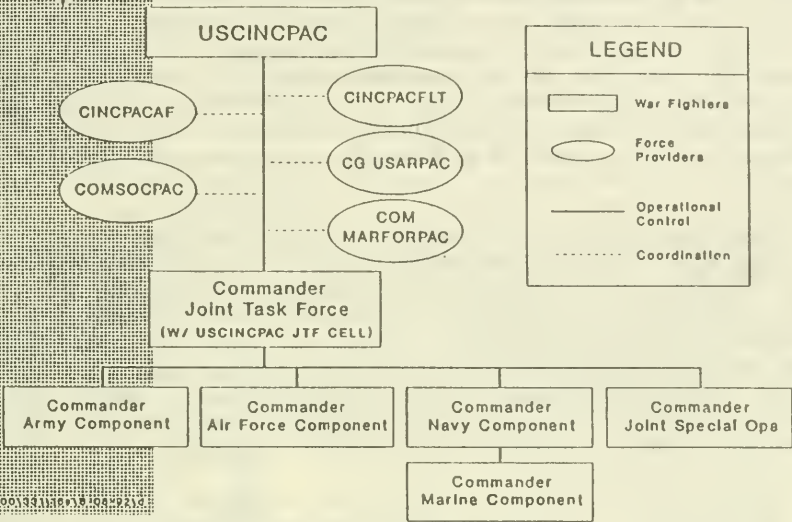 USCINCPAC
LEGEND
CINCPACAF
CINCPACFLT
COMSOCPAC
CG USARPAC
COM
MARFORPAC
War Fighters
Force
Providers
Operational
Control
Coordination
Commander
Joint Task Force
(W/ USCINCPAC JTF CELL)
Commandar
Army Component
Commander
Air Force Component
Commander
Navy Component
Commander
Joint Special Ops
Commander
Marine Component